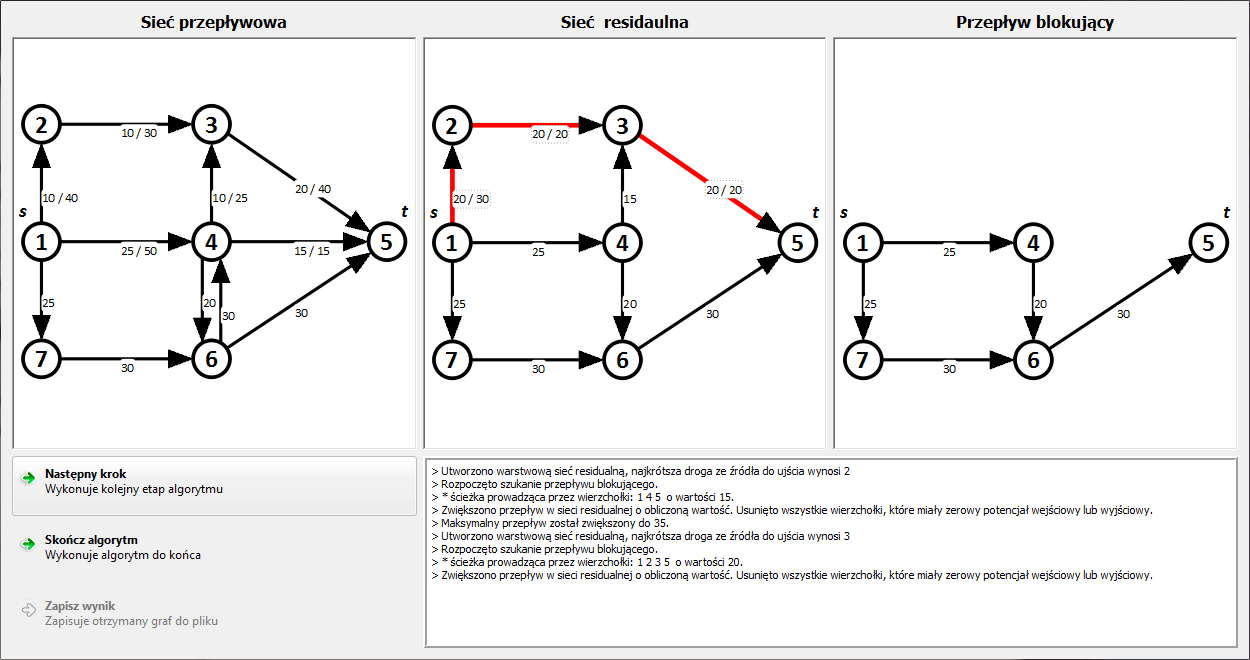 Sieć przepływowa
Sieć residaulna
Przepływ blokujący
2
10 / 30
3
10 / 40
10 / 25
20 / 40
s
t
1
25 / 50
4
15 / 15
5
25
20
30
30
7
30
6
2
20 / 20
3
20 / 30
15
20 / 20
s
t
1
25
4
5
25
20
30
7
30
6
s
t
1
25
4
5
25
20
30
7
30
6
Następny krok
Wykonuje kolejny etap algorytmu
Skończ algorytm
Wykonuje algorytm do końca
Zapisz wynik
Zapisuje otrzymany graf do pliku
> Utworzono warstwową sieć residualną, najkrótsza droga ze źródła do ujścia wynosi 2
> Rozpoczęto szukanie przepływu blokującego.
> * ścieżka prowadząca przez wierzchołki: 1 4 5 o wartości 15.
> Zwiększono przepływ w sieci residualnej o obliczoną wartość. Usunięto wszystkie wierzchołki, które miały zerowy potencjał wejściowy lub wyjściowy.
> Maksymalny przepływ został zwiększony do 35.
> Utworzono warstwową sieć residualną, najkrótsza droga ze źródła do ujścia wynosi 3
> Rozpoczęto szukanie przepływu blokującego.
> * ścieżka prowadząca przez wierzchołki: 1 2 3 5 o wartości 20.
> Zwiększono przepływ w sieci residualnej o obliczoną wartość. Usunięto wszystkie wierzchołki, które miały zerowy potencjał wejściowy lub wyjściowy.